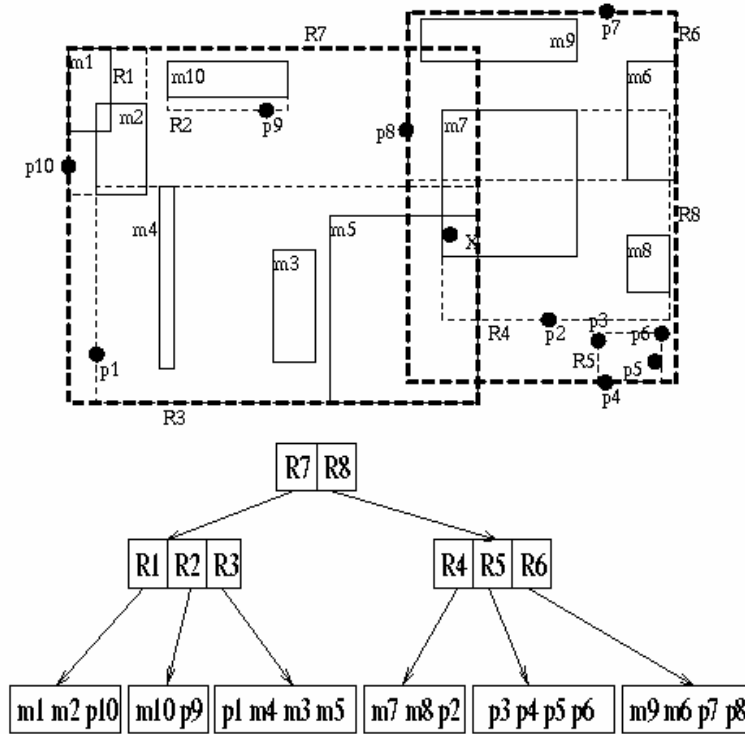 p7
R7
m9
R6
m1
R1
m10
m6
m2
R2
p9
p8
m7
p10
m4
m5
X
R8
m3
m8
p1
R4
p2
p3
p6
R5
p5
p4
R3
R7 R8
R1 R2 R3
R4 R5 R6
m1 m2 p10
m10 p9
p1 m4 m3 m5
m7 m8 p2
p3 p4 p5 p6
m9 m6 p7 p8